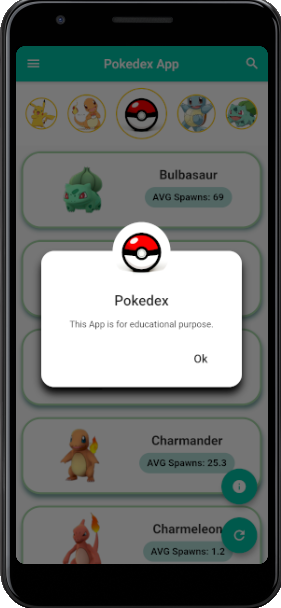 Pokedex App
Bulbasaur
AVG Spawns: 69
Pokedex
This App is for educational purpose.
Ok
Charmander
AVG Spawns: 25.3
Charmeleon
AVG Spawns: 1.2